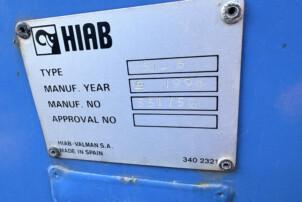 HIAB
TYPE
MANUF. YEAR
MANUF. NO
APPROVAL NO
HIAB-VALMAN S.A.
MADE IN SPAIN
340 2321